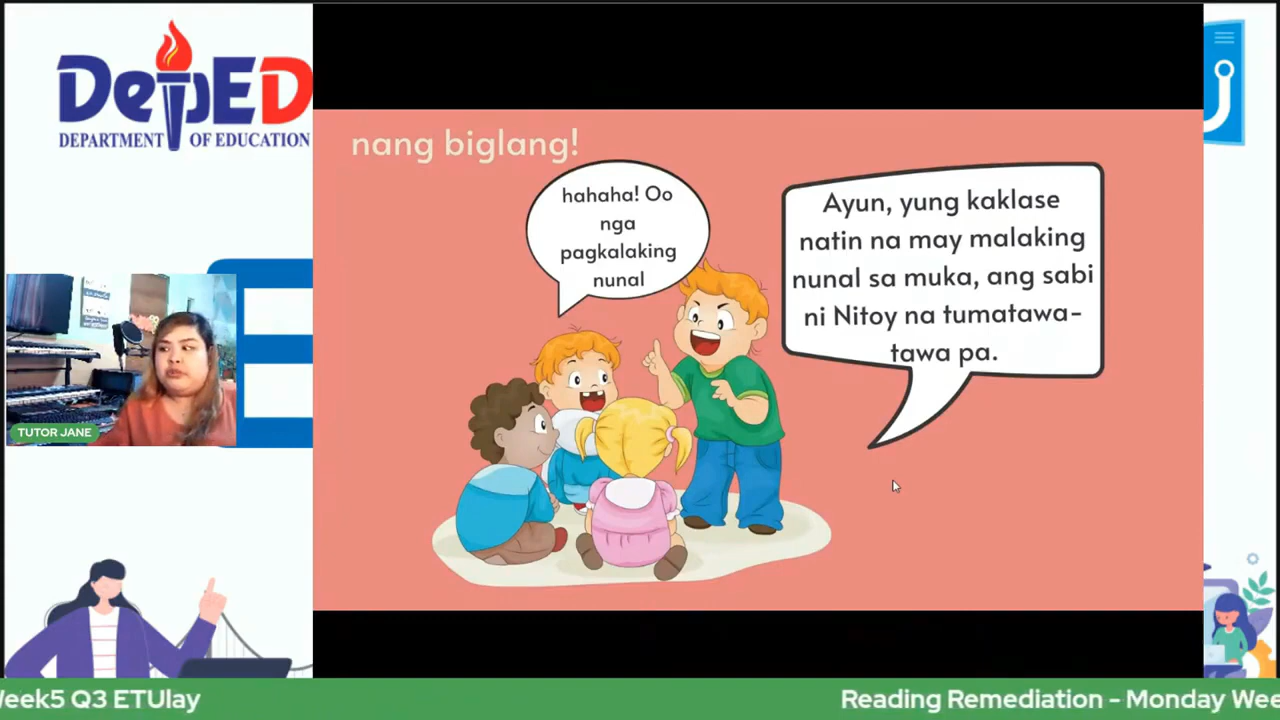 DepED
DEPARTMENT OF EDUCATION
nang biglang!
hahaha! Oo
nga
pagkalaking
nunal
Ayun, yung kaklase
natin na may malaking
nunal sa muka, ang sabi
ni Nitoy na tumatawa-
tawa pa.
TUTOR JANE
Week5 Q3 ETUlay
Reading Remediation - Monday Wee